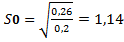 S0 = √(0,26/0,2) = 1,14